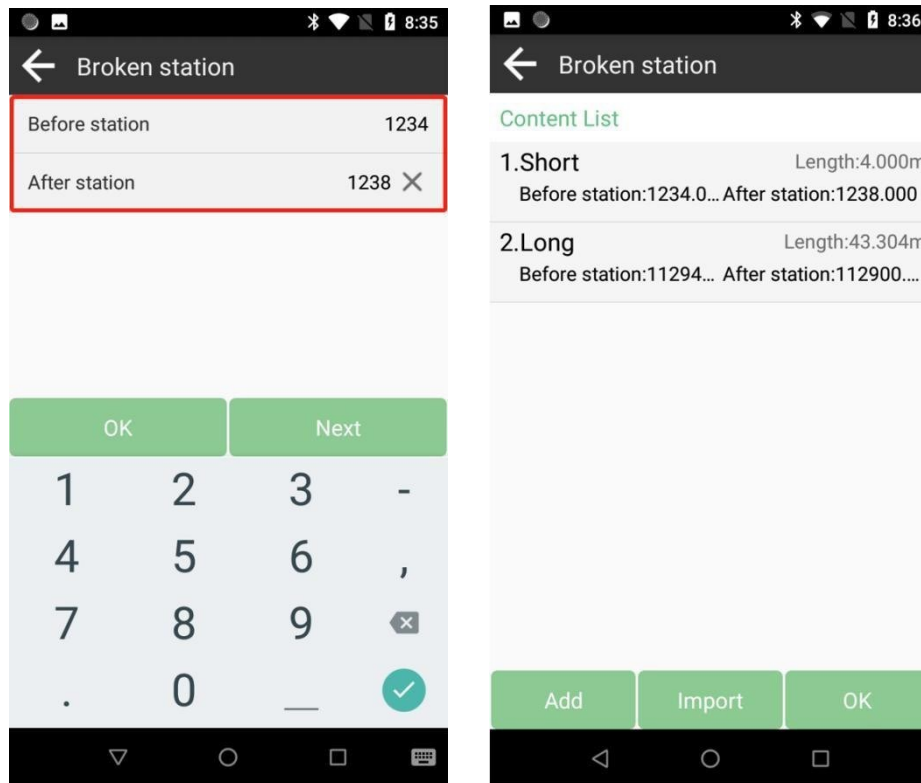 8:35
Broken station
Before station 1234
After station 1238
OK Next
1 2 3 -
4 5 6 ,
7 8 9
. 0 _
8:36
Broken station
Content List
1.Short Length:4.000m
Before station:1234.0... After station:1238.000
2.Long Length:43.304m
Before station:11294... After station:112900....
Add Import OK